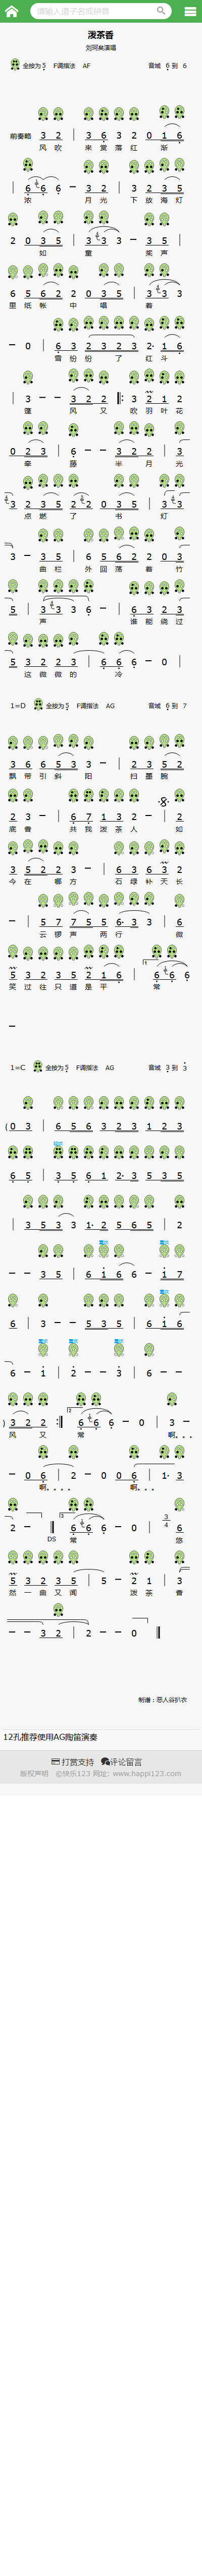 请输入谱子名或拼音
泼茶香
刘珂矣演唱
全按为5 F调指法 AF 音域 6 到 6
前奏略 3 2 3 6 3 2 0 1 6
风 吹 来 赏 落 红 渐
6 6 6 - 3 2 3 2 3 5
浓 月 光 下 放 海 灯
2 0 3 5 3 3 3 - 3 5
如 童 桨 声
6 5 6 2 2 0 3 5 3 3 3
里 纸 帐 中 唱 着
- 0 6 3 2 3 2 3 2· 1 6
雪 纷 纷 了 红 斗
3 - - 3 2 2 3 2 1 2
篷 风 又 吹 羽 叶 花
0 2 3 6 - - 3 2 2 3
牵 藤 半 月 光
3 2 3 5 2 2 0 3 5 3 3
点 燃 了 书 灯
3 - 3 5 6 5 6 2 2 0 3
曲 栏 外 回 荡 着 竹
5 3 3 3 6 - 6 3 2 3
声 谁 能 绕 过
5 3 2 2 3 6 6 6 - 0
这 微 微 的 冷
1=D 全按为5 F调指法 AG 音域 6 到 7
3 6 6 5 3 3 - 2 3 5 2
飘 带 引 斜 阳 扫 墨 腕
2 3 - 6 7 1 3 2 - 2
底 香 共 我 泼 茶 人 如
3 5 2 2 3 - 6 3 6 3 2
今 在 哪 方 石 绿 补 天 长
- 5 7 7 5 5 6· 3 3 6
云 锣 声 两 行 微
5 3 2 3 5 2 1 6 6 6 6
笑 过 往 只 道 是 平 常
-
1=C 全按为5 F调指法 AG 音域 3 到 3
( 0 3 6 5 6 3 2 3 1 2 3
6 5 3 5 6 1 2· 3 5 3 5
3 5 3 3 1· 2 5 6 5 2
- - 3 5 6 1 6 6 - 1 7
6 3 - - 5 3 5 6 1 6
6 - 1 2 - - 3 6 - -
) 3 2 2 6 6 6 - 0 3 -
风 又 常 啊。。。
- 0 6 2 - 0 0 6 1· 3
啊。。。。 啊。。。
2 - 6 6 6 - 0 3/4 6
DS 常 悠
5 3 2 3 5 5 - 2 1 3
然 一 曲 又 闻 泼 茶 香
- - 3 2 2 - - 0
制谱：恶人谷扒衣
12孔推荐使用AG陶笛演奏
打赏支持 评论留言
版权声明 ©快乐123 网址: www.happi123.com